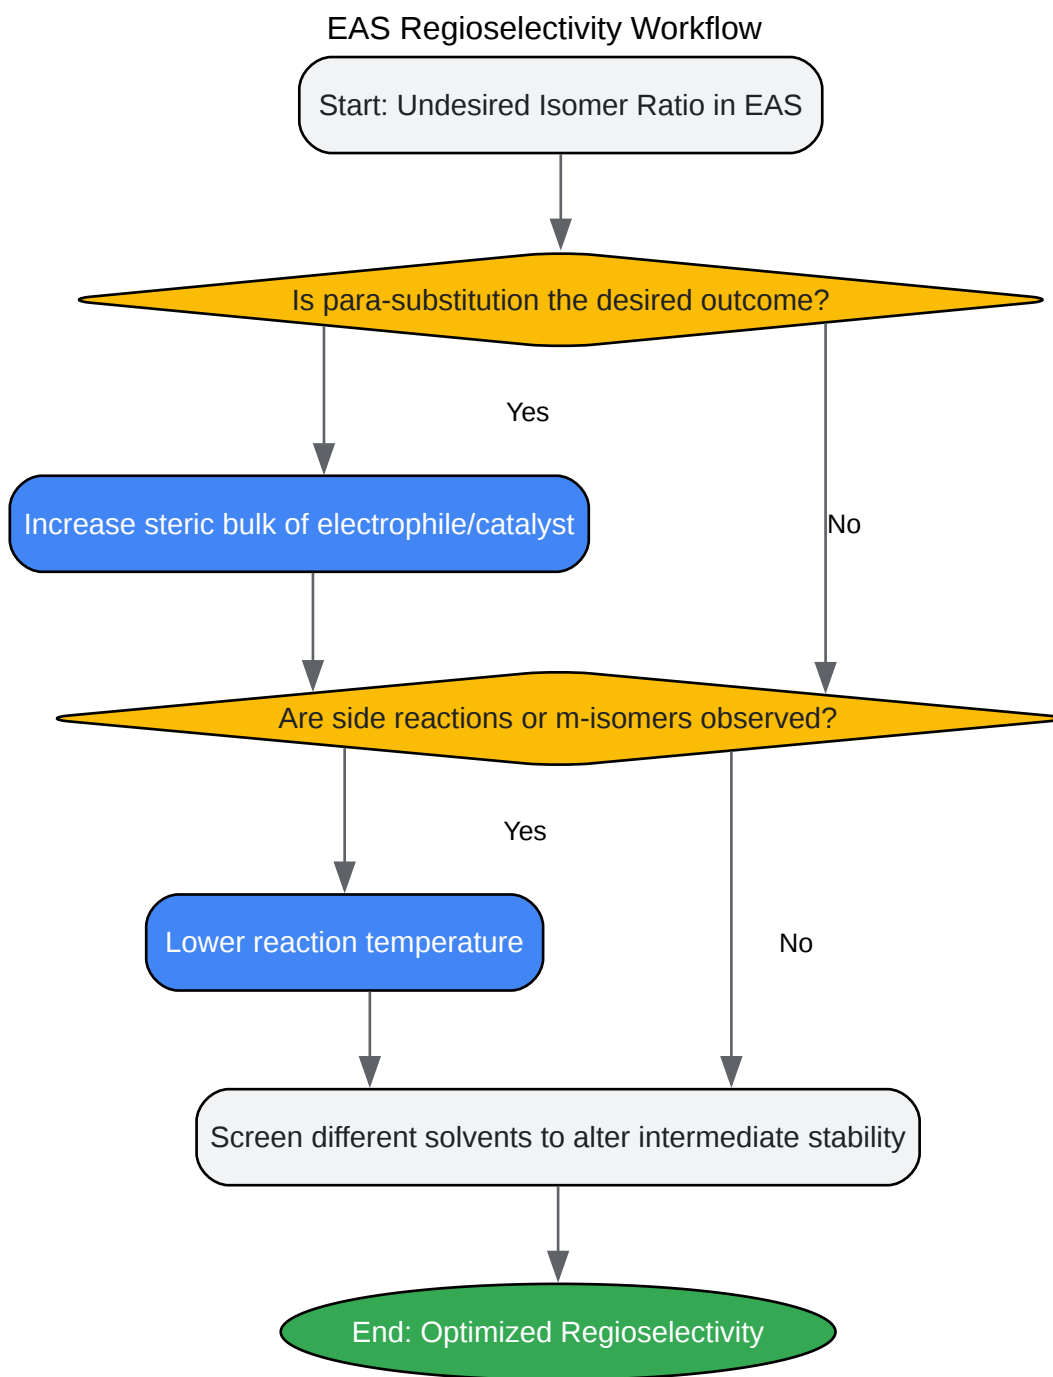 EAS Regioselectivity Workflow
Start: Undesired Isomer Ratio in EAS
Is para-substitution the desired outcome?
Yes
Increase steric bulk of electrophile/catalyst
No
Are side reactions or m-isomers observed?
Yes
Lower reaction temperature
No
Screen different solvents to alter intermediate stability
End: Optimized Regioselectivity